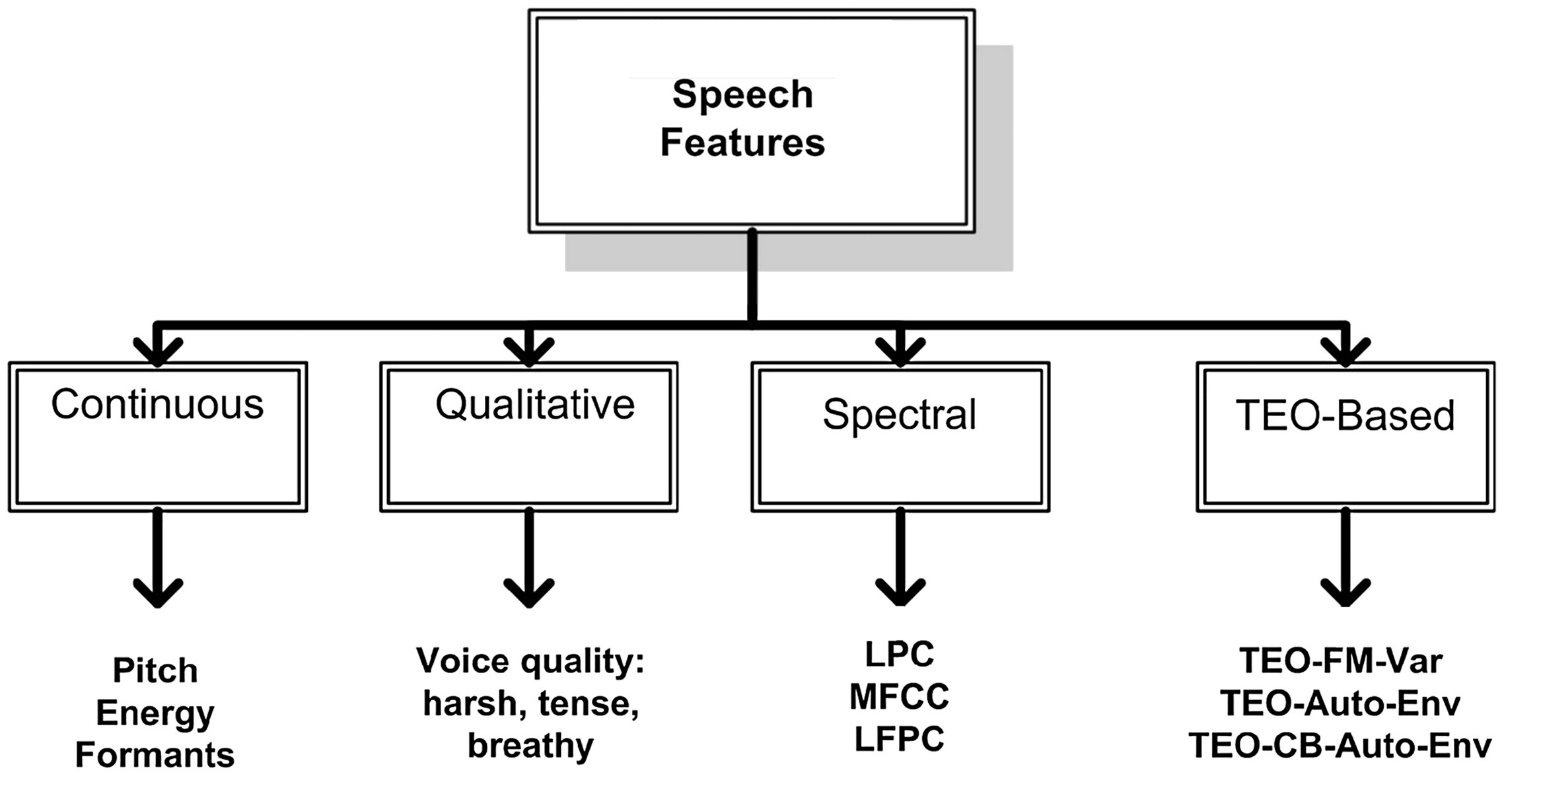 Speech
Features
Continuous
Qualitative
Spectral
TEO-Based
Pitch
Energy
Formants
Voice quality:
harsh, tense,
breathy
LPC
MFCC
LFPC
TEO-FM-Var
TEO-Auto-Env
TEO-CB-Auto-Env